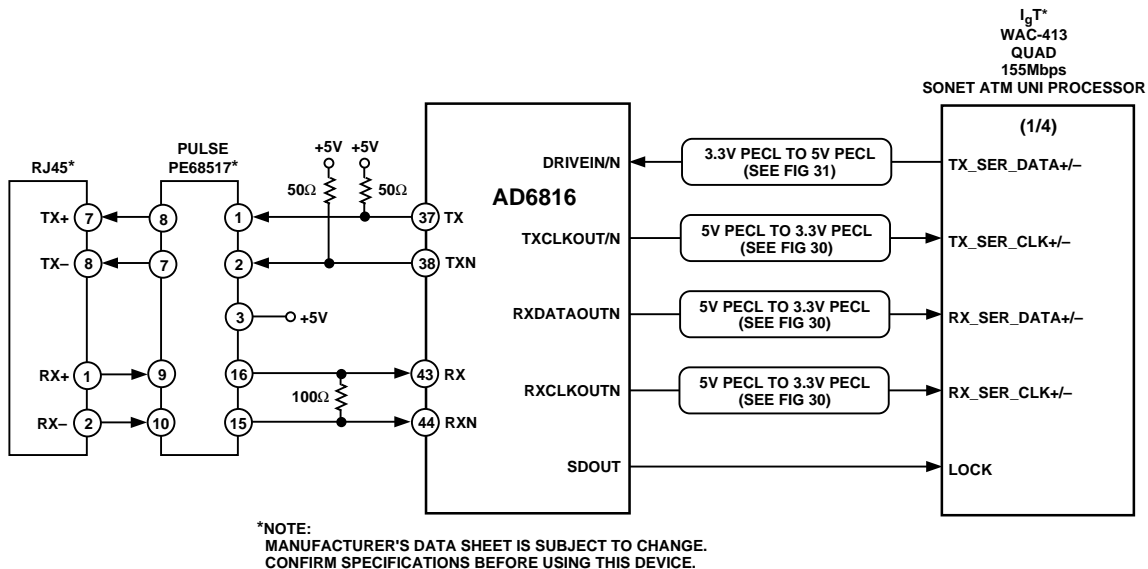 IgT*
WAC-413
QUAD
155Mbps
SONET ATM UNI PROCESSOR
(1/4)
RJ45*
PULSE
PE68517*
+5V +5V
50Ω 50Ω
AD6816
DRIVEIN/N
3.3V PECL TO 5V PECL
(SEE FIG 31)
TX_SER_DATA+/–
TX+ 7 8 1 37 TX
TXCLKOUT/N
5V PECL TO 3.3V PECL
(SEE FIG 30)
TX_SER_CLK+/–
TX– 8 7 2 38 TXN
3 +5V
RXDATAOUTN
5V PECL TO 3.3V PECL
(SEE FIG 30)
RX_SER_DATA+/–
RX+ 1 9 16 43 RX
100Ω
RXCLKOUTN
5V PECL TO 3.3V PECL
(SEE FIG 30)
RX_SER_CLK+/–
RX– 2 10 15 44 RXN
SDOUT
LOCK
*NOTE:
MANUFACTURER'S DATA SHEET IS SUBJECT TO CHANGE.
CONFIRM SPECIFICATIONS BEFORE USING THIS DEVICE.